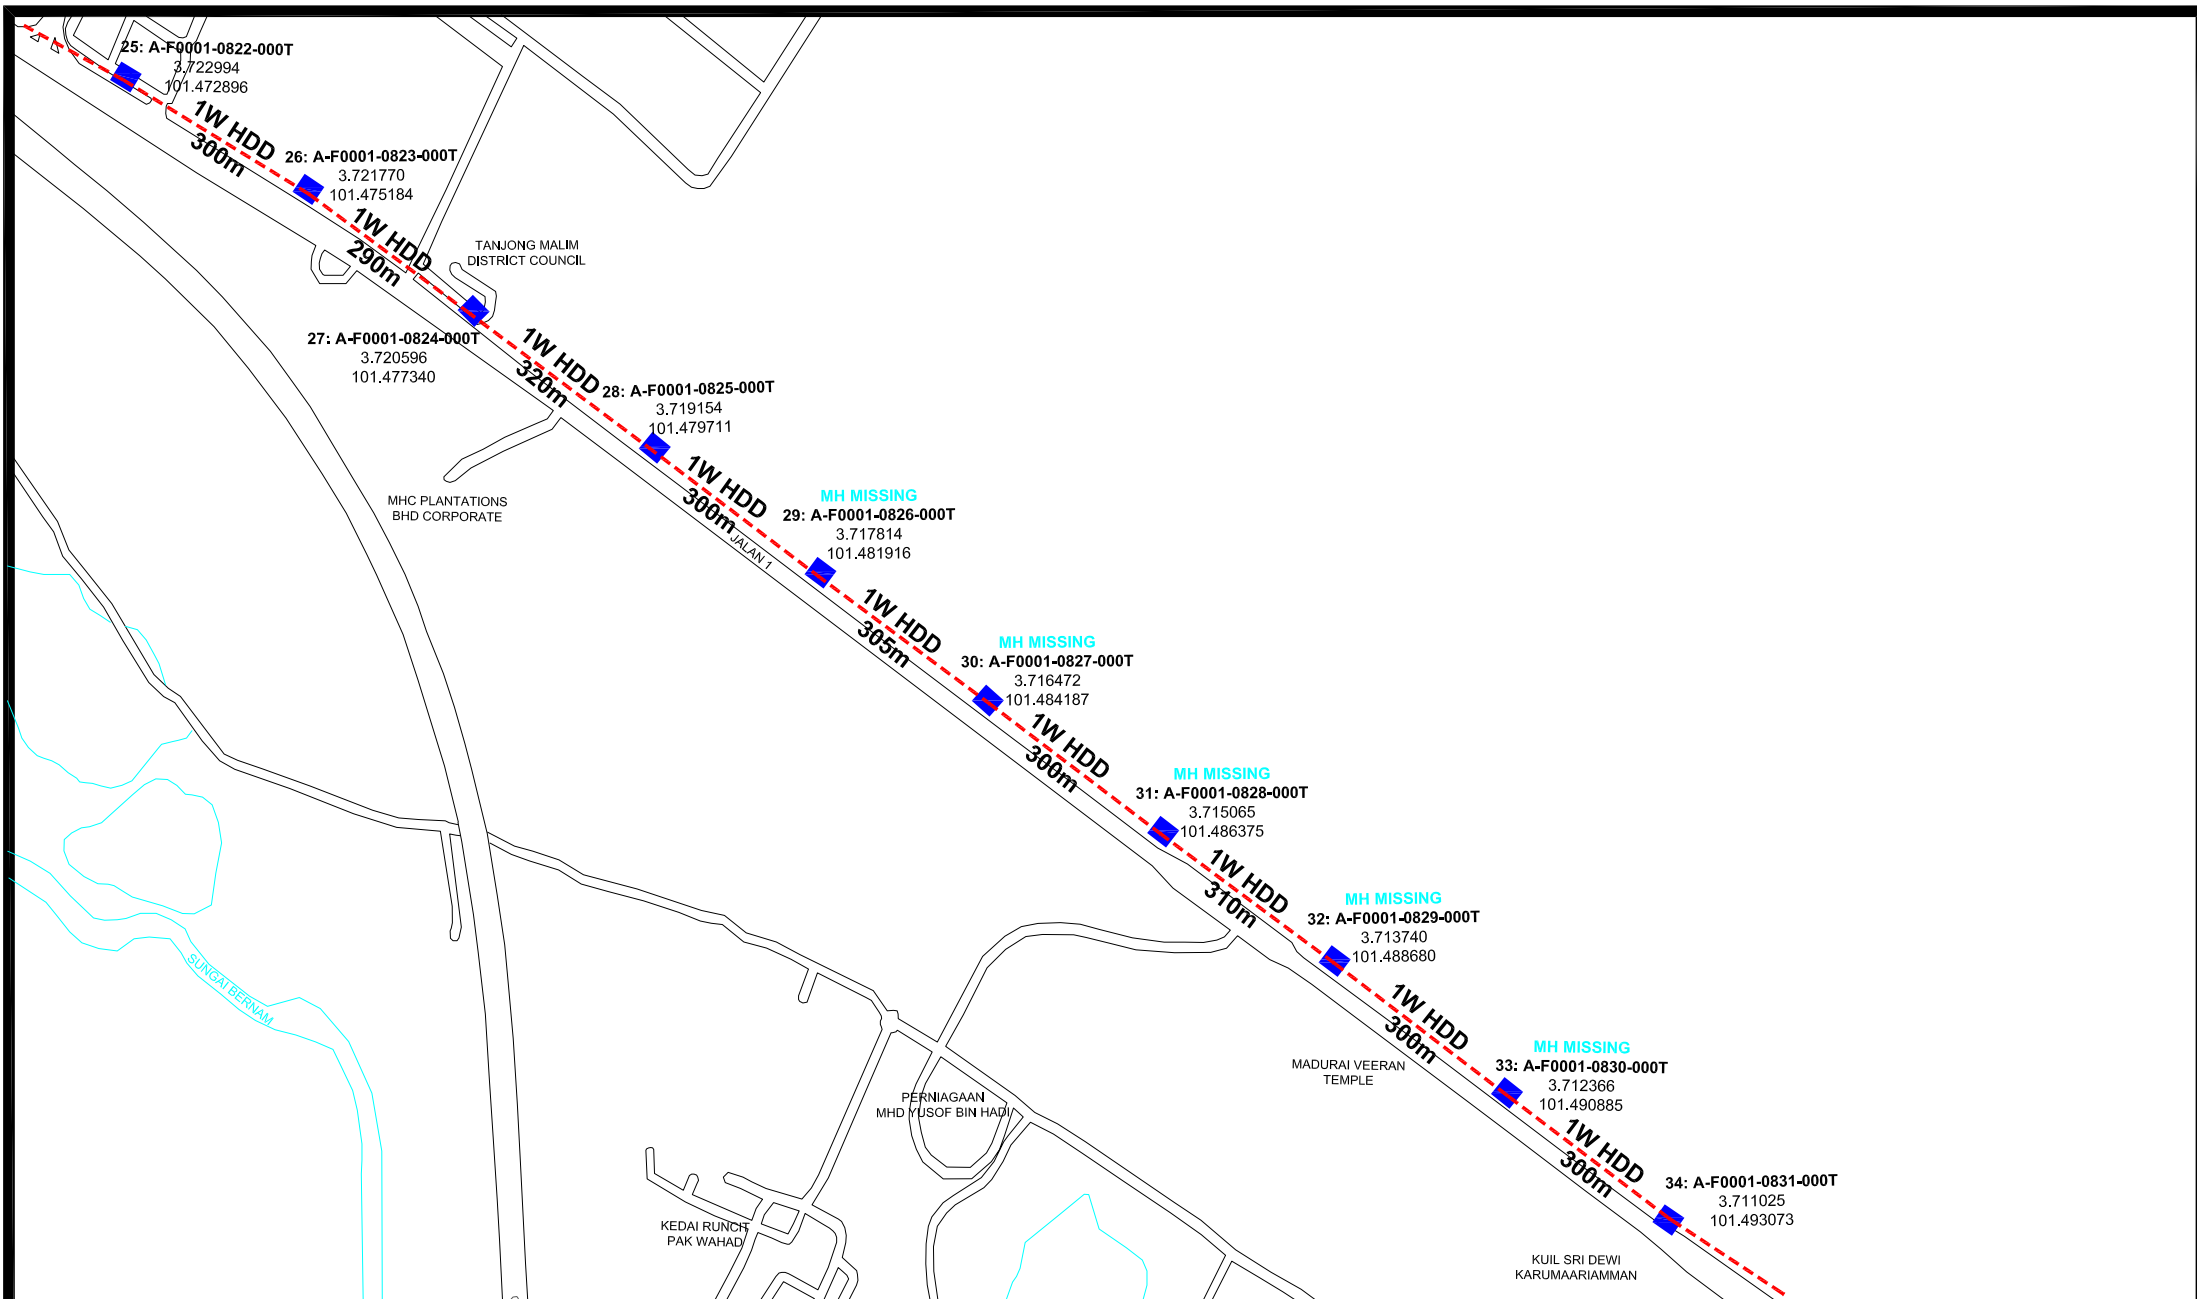 25: A-F0001-0822-000T
3.722994
101.472896
1W HDD
300m
26: A-F0001-0823-000T
3.721770
101.475184
1W HDD
290m
TANJONG MALIM
DISTRICT COUNCIL
27: A-F0001-0824-000T
3.720596
101.477340
1W HDD
320m
28: A-F0001-0825-000T
3.719154
101.479711
MHC PLANTATIONS
BHD CORPORATE
1W HDD
300m
JALAN 1
MH MISSING
29: A-F0001-0826-000T
3.717814
101.481916
1W HDD
305m
MH MISSING
30: A-F0001-0827-000T
3.716472
101.484187
1W HDD
300m
MH MISSING
31: A-F0001-0828-000T
3.715065
101.486375
1W HDD
310m
MH MISSING
32: A-F0001-0829-000T
3.713740
101.488680
SUNGAI BERNAM
1W HDD
300m
MADURAI VEERAN
TEMPLE
MH MISSING
33: A-F0001-0830-000T
3.712366
101.490885
PERNIAGAAN
MHD YUSOF BIN HADI
1W HDD
300m
34: A-F0001-0831-000T
3.711025
101.493073
KEDAI RUNCIT
PAK WAHAD
KUIL SRI DEWI
KARUMAARIAMMAN